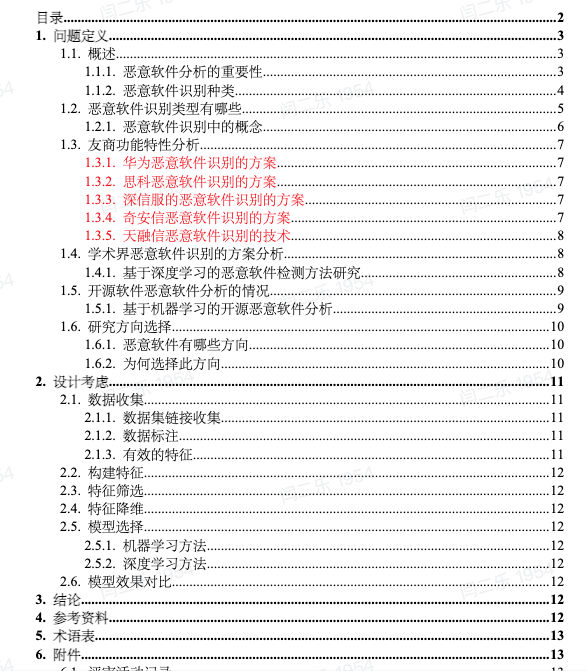 目录 2
1. 问题定义 3
1.1. 概述 3
1.1.1. 恶意软件分析的重要性 3
1.1.2. 恶意软件识别种类 4
1.2. 恶意软件识别类型有哪些 5
1.2.1. 恶意软件识别中的概念 6
1.3. 友商功能特性分析 7
1.3.1. 华为恶意软件识别的方案 7
1.3.2. 思科恶意软件识别的方案 7
1.3.3. 深信服的恶意软件识别的方案 7
1.3.4. 奇安信恶意软件识别的方案 7
1.3.5. 天融信恶意软件识别的技术 8
1.4. 学术界恶意软件识别的方案分析 8
1.4.1. 基于深度学习的恶意软件检测方法研究 8
1.5. 开源软件恶意软件分析的情况 9
1.5.1. 基于机器学习的开源恶意软件分析 9
1.6. 研究方向选择 10
1.6.1. 恶意软件有哪些方向 10
1.6.2. 为何选择此方向 10
2. 设计考虑 11
2.1. 数据收集 11
2.1.1. 数据集链接收集 11
2.1.2. 数据标注 11
2.1.3. 有效的特征 11
2.2. 构建特征 12
2.3. 特征筛选 12
2.4. 特征降维 12
2.5. 模型选择 12
2.5.1. 机器学习方法 12
2.5.2. 深度学习方法 12
2.6. 模型效果对比 12
3. 结论 12
4. 参考资料 12
5. 术语表 13
6. 附件 13